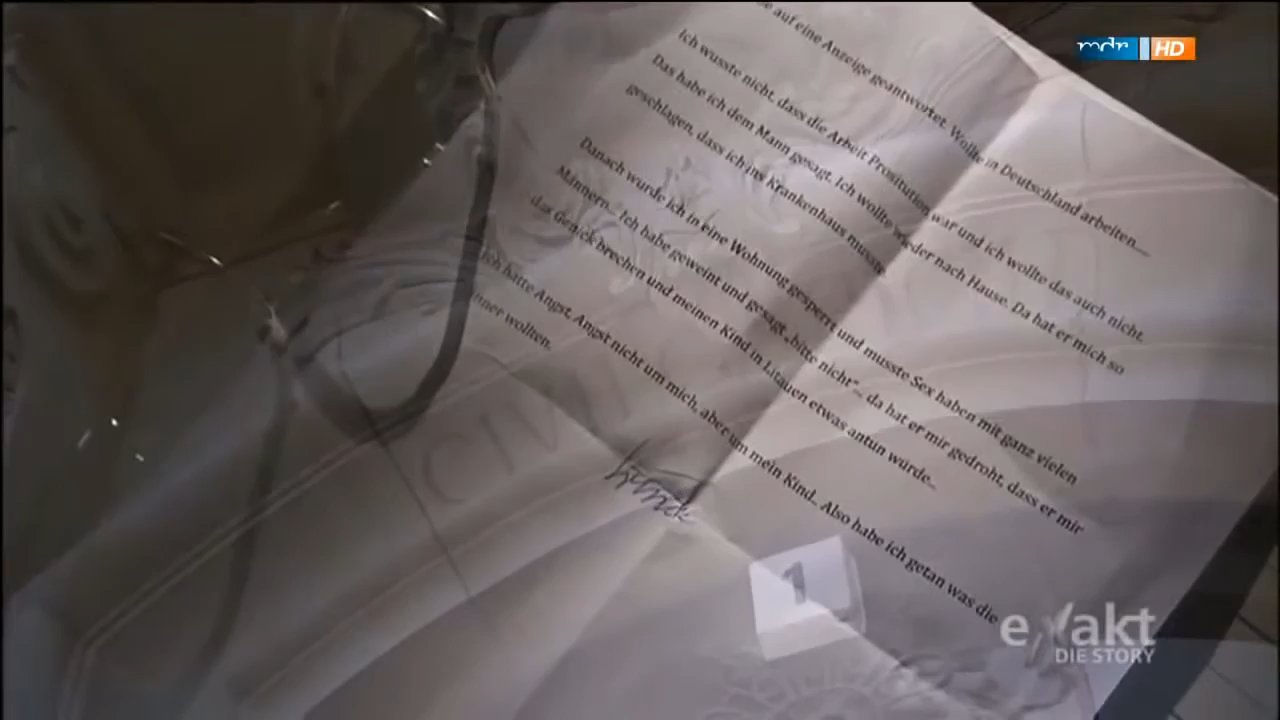 mdr HD
e auf eine Anzeige geantwortet. Wollte in Deutschland arbeiten....
Ich wusste nicht, dass die Arbeit Prostitution war und ich wollte das auch nicht.
Das habe ich dem Mann gesagt. Ich wollte wieder nach Hause. Da hat er mich so
geschlagen, dass ich ins Krankenhaus musste.
Danach wurde ich in eine Wohnung gesperrt und musste Sex haben mit ganz vielen
Männern... Ich habe geweint und gesagt „bitte nicht“... da hat er mir gedroht, dass er mir
das Genick brechen und meinen Kind in Litauen etwas antun würde...
Ich hatte Angst, Angst nicht um mich, aber um mein Kind.. Also habe ich getan was die
nner wollten.
CIVI
1
exakt
DIE STORY